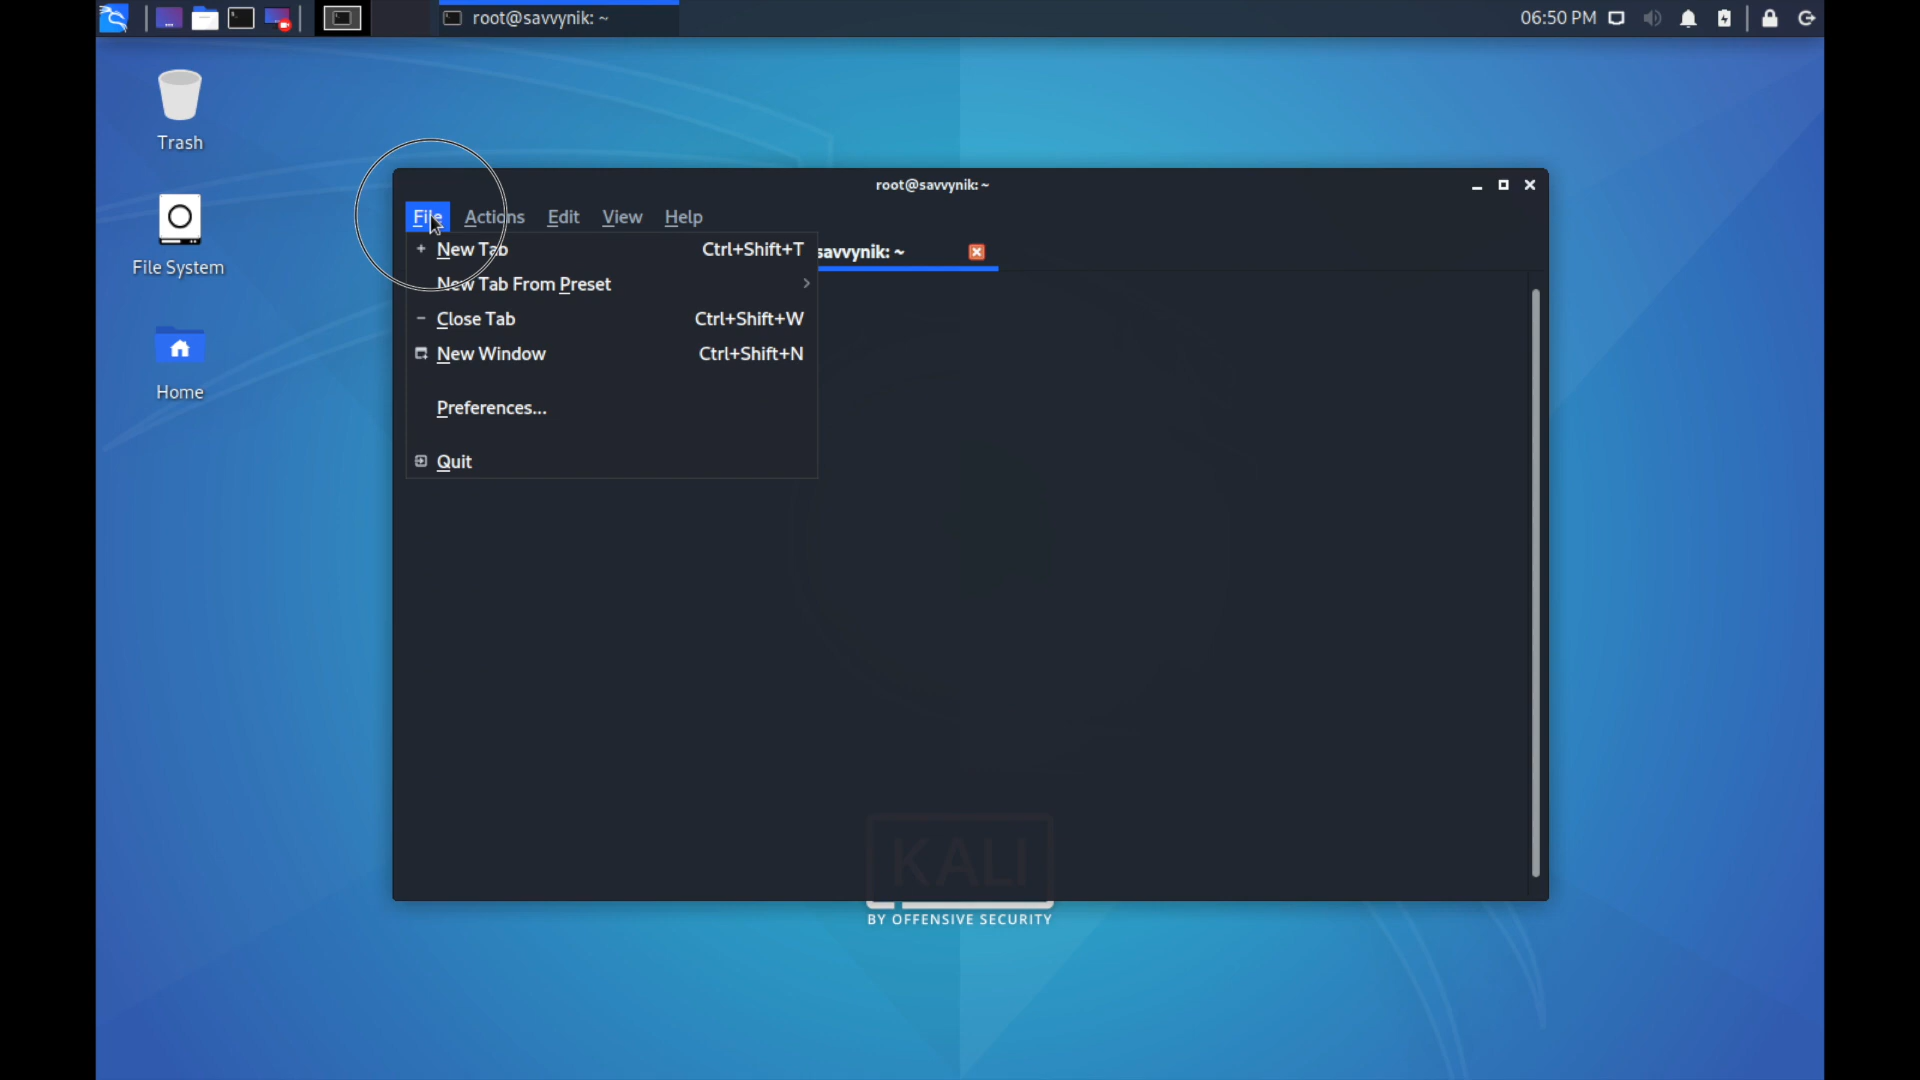 root@savvynik: ~
06:50 PM
Trash
File System
Home
root@savvynik: ~
File Actions Edit View Help
savvynik: ~
New Tab Ctrl+Shift+T
New Tab From Preset
Close Tab Ctrl+Shift+W
New Window Ctrl+Shift+N
Preferences...
Quit
KALI
BY OFFENSIVE SECURITY